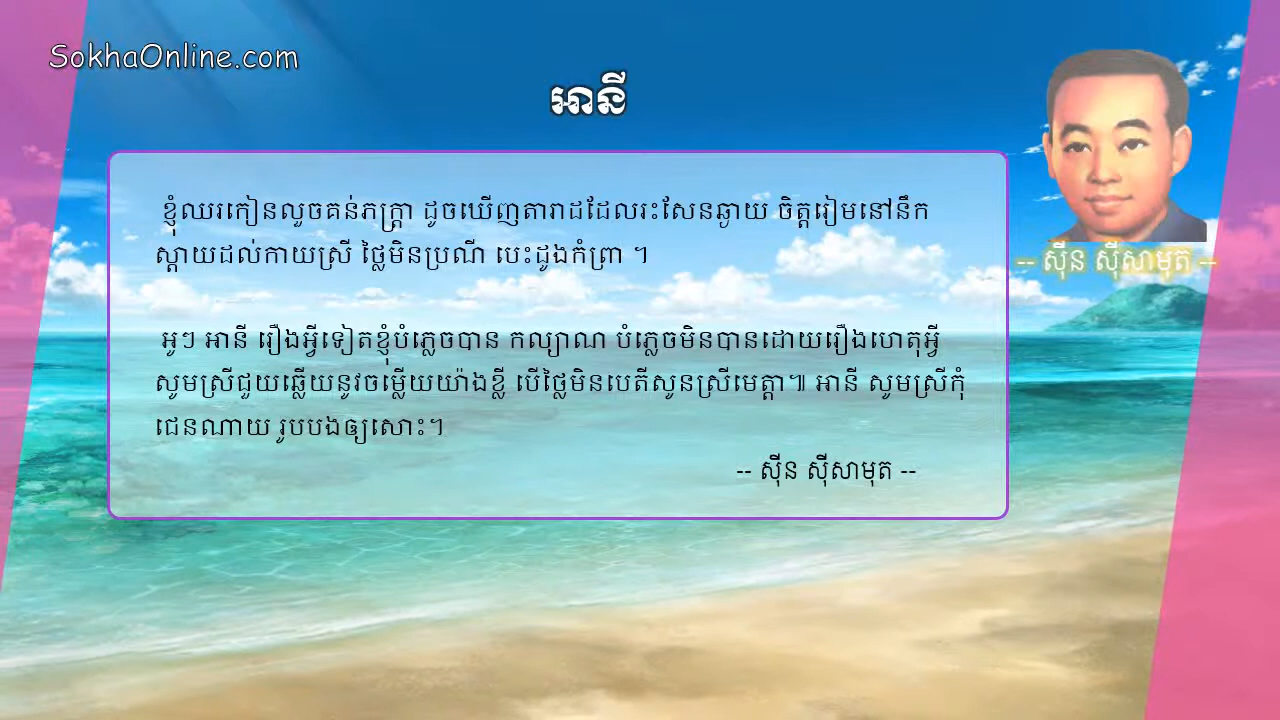 SokhaOnline.com
អានី
ខ្ញុំឈរកៀនលួចគន់ភក្ត្រា ដូចឃើញតារាដដែលរះសែនឆ្ងាយ ចិត្តរៀមនៅនឹក
ស្ដាយដល់កាយស្រី ថ្លៃមិនប្រណី បេះដូងកំព្រា ។
-- ស៊ីន ស៊ីសាមុត --
អូៗ អានី រឿងអ្វីទៀតខ្ញុំបំភ្លេចបាន កល្យាណ បំភ្លេចមិនបានដោយរឿងហេតុអ្វី
សូមស្រីជួយឆ្លើយនូវចម្លើយយ៉ាងខ្លី បើថ្លៃមិនបេតីសូនស្រីមេត្តា៕ អានី សូមស្រីកុំ
ជេនណាយ រូបបងឲ្យសោះ។
-- ស៊ីន ស៊ីសាមុត --